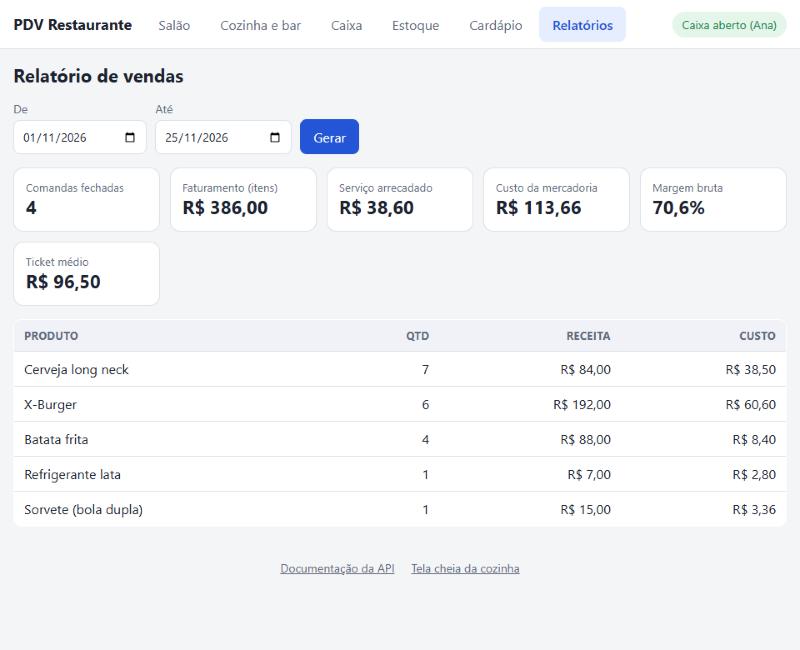 PDV Restaurante Salão Cozinha e bar Caixa Estoque Cardápio Relatórios Caixa aberto (Ana)
Relatório de vendas
De Até
01/11/2026 25/11/2026 Gerar
Comandas fechadas Faturamento (itens) Serviço arrecadado Custo da mercadoria Margem bruta
4 R$ 386,00 R$ 38,60 R$ 113,66 70,6%
Ticket médio
R$ 96,50
PRODUTO QTD RECEITA CUSTO
Cerveja long neck 7 R$ 84,00 R$ 38,50
X-Burger 6 R$ 192,00 R$ 60,60
Batata frita 4 R$ 88,00 R$ 8,40
Refrigerante lata 1 R$ 7,00 R$ 2,80
Sorvete (bola dupla) 1 R$ 15,00 R$ 3,36
Documentação da API Tela cheia da cozinha